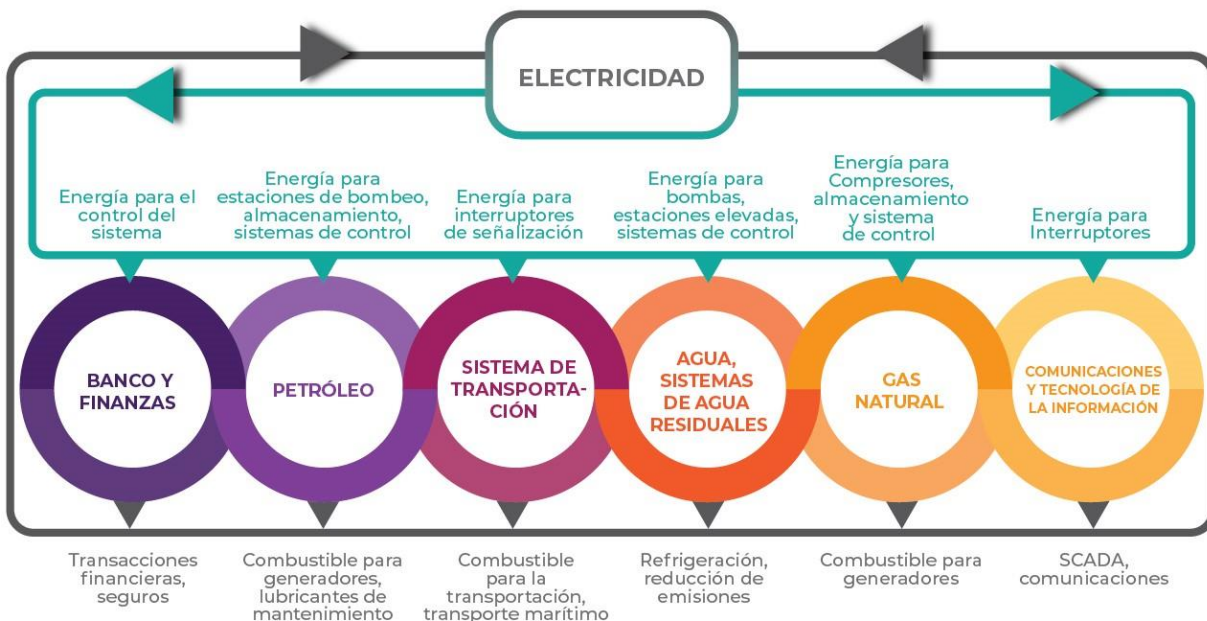 ELECTRICIDAD
Energía para el
control del
sistema
Energía para
estaciones de bombeo,
almacenamiento,
sistemas de control
Energía para
interruptores
de señalización
Energía para
bombas,
estaciones elevadas,
sistemas de control
Energía para
Compresores,
almacenamiento
y sistema
de control
Energía para
Interruptores
BANCO Y
FINANZAS
PETRÓLEO
SISTEMA DE
TRANSPORTA-
CIÓN
AGUA,
SISTEMAS
DE AGUA
RESIDUALES
GAS
NATURAL
COMUNICACIONES
Y TECNOLOGÍA DE
LA INFORMACIÓN
Transacciones
financieras,
seguros
Combustible para
generadores,
lubricantes de
mantenimiento
Combustible
para la
transportación,
transporte marítimo
Refrigeración,
reducción de
emisiones
Combustible para
generadores
SCADA,
comunicaciones